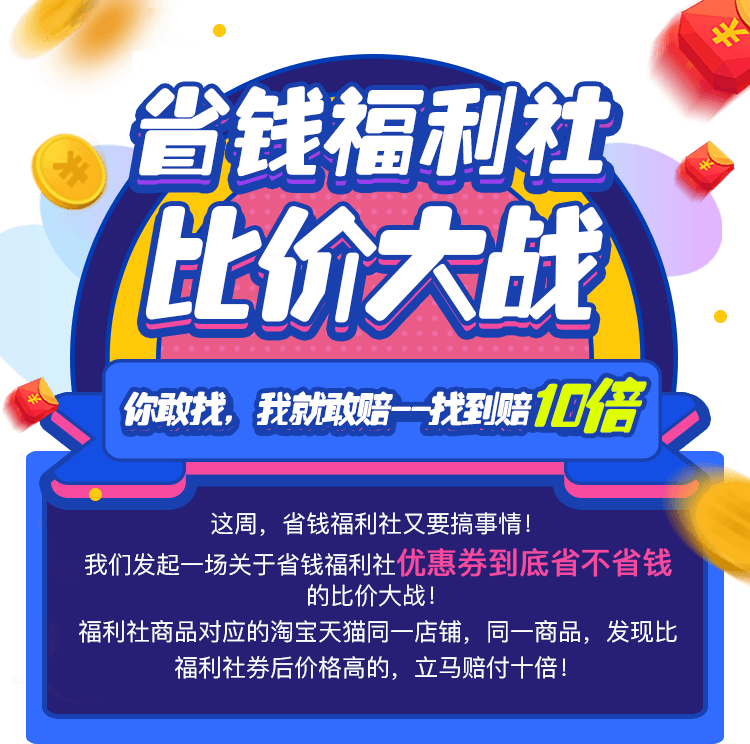 省钱福利社
比价大战
你敢找，我就敢赔——找到赔10倍
这周，省钱福利社又要搞事情！
我们发起一场关于省钱福利社优惠券到底省不省钱
的比价大战！
福利社商品对应的淘宝天猫同一店铺，同一商品，发现比
福利社券后价格高的，立马赔付十倍！